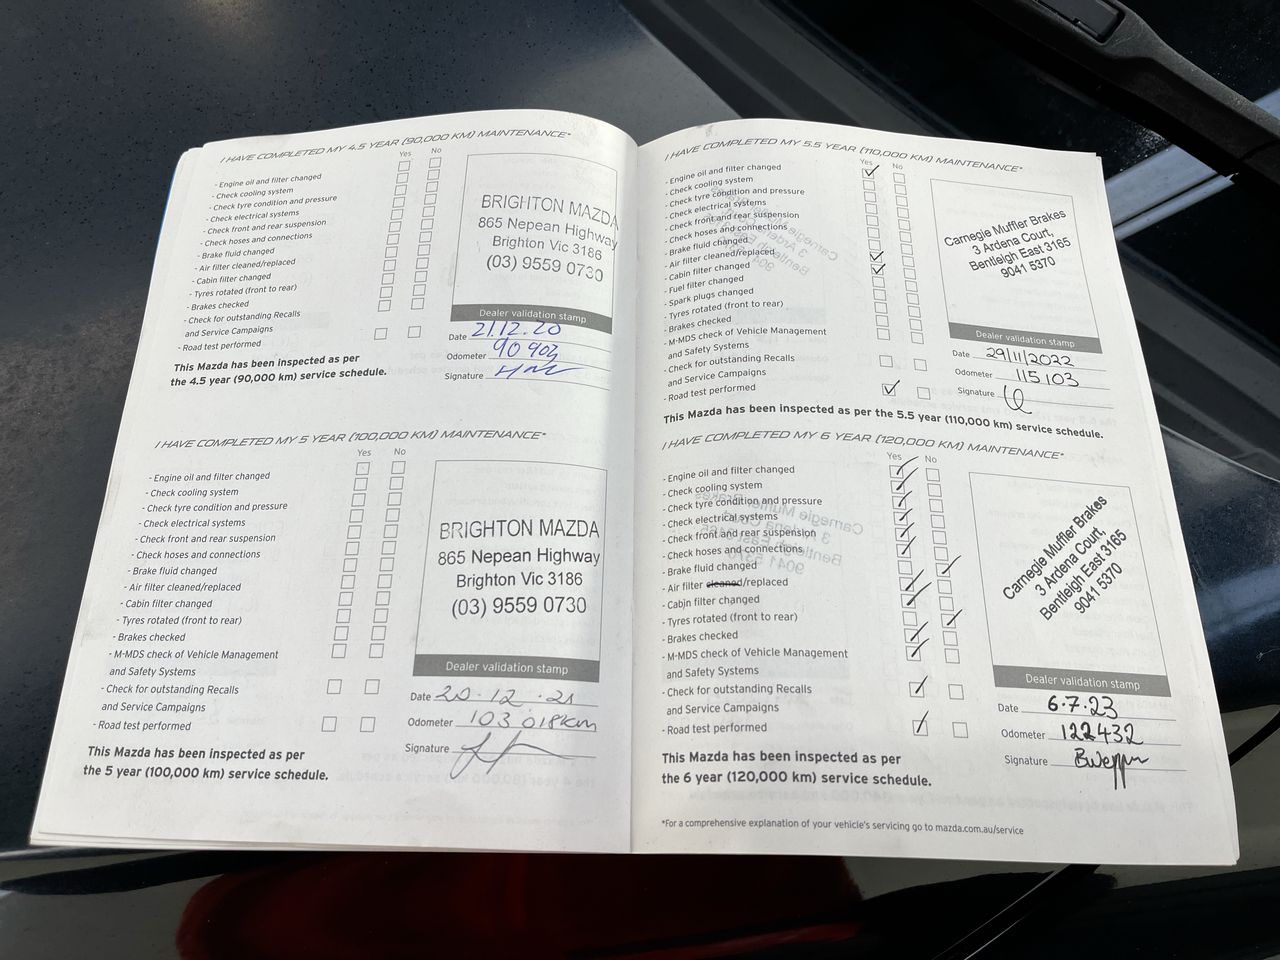 I HAVE COMPLETED MY 4.5 YEAR (90,000 KM) MAINTENANCE*
Yes No
- Engine oil and filter changed
- Check cooling system
- Check tyre condition and pressure
- Check electrical systems
- Check front and rear suspension
- Check hoses and connections
- Brake fluid changed
- Air filter cleaned/replaced
- Cabin filter changed
- Tyres rotated (front to rear)
- Brakes checked
- Check for outstanding Recalls
and Service Campaigns
- Road test performed
This Mazda has been inspected as per
the 4.5 year (90,000 km) service schedule.
BRIGHTON MAZDA
865 Nepean Highway
Brighton Vic 3186
(03) 9559 0730
Dealer validation stamp
Date 21.12.20
Odometer 90 903
Signature
I HAVE COMPLETED MY 5 YEAR (100,000 KM) MAINTENANCE*
Yes No
- Engine oil and filter changed
- Check cooling system
- Check tyre condition and pressure
- Check electrical systems
- Check front and rear suspension
- Check hoses and connections
- Brake fluid changed
- Air filter cleaned/replaced
- Cabin filter changed
- Tyres rotated (front to rear)
- Brakes checked
- M-MDS check of Vehicle Management
and Safety Systems
- Check for outstanding Recalls
and Service Campaigns
- Road test performed
This Mazda has been inspected as per
the 5 year (100,000 km) service schedule.
BRIGHTON MAZDA
865 Nepean Highway
Brighton Vic 3186
(03) 9559 0730
Dealer validation stamp
Date 20.12.21
Odometer 103 018km
Signature
I HAVE COMPLETED MY 5.5 YEAR (110,000 KM) MAINTENANCE*
Yes No
- Engine oil and filter changed
- Check cooling system
- Check tyre condition and pressure
- Check electrical systems
- Check front and rear suspension
- Check hoses and connections
- Brake fluid changed
- Air filter cleaned/replaced
- Cabin filter changed
- Fuel filter changed
- Spark plugs changed
- Tyres rotated (front to rear)
- Brakes checked
- M-MDS check of Vehicle Management
and Safety Systems
- Check for outstanding Recalls
and Service Campaigns
- Road test performed
This Mazda has been inspected as per the 5.5 year (110,000 km) service schedule.
Carnegie Muffler Brakes
3 Ardena Court,
Bentleigh East 3165
9041 5370
Dealer validation stamp
Date 29/11/2022
Odometer 115103
Signature
I HAVE COMPLETED MY 6 YEAR (120,000 KM) MAINTENANCE*
Yes No
- Engine oil and filter changed
- Check cooling system
- Check tyre condition and pressure
- Check electrical systems
- Check front and rear suspension
- Check hoses and connections
- Brake fluid changed
- Air filter cleaned/replaced
- Cabin filter changed
- Tyres rotated (front to rear)
- Brakes checked
- M-MDS check of Vehicle Management
and Safety Systems
- Check for outstanding Recalls
and Service Campaigns
- Road test performed
This Mazda has been inspected as per
the 6 year (120,000 km) service schedule.
Carnegie Muffler Brakes
3 Ardena Court,
Bentleigh East 3165
9041 5370
Dealer validation stamp
Date 6.7.23
Odometer 122432
Signature
*For a comprehensive explanation of your vehicle's servicing go to mazda.com.au/service